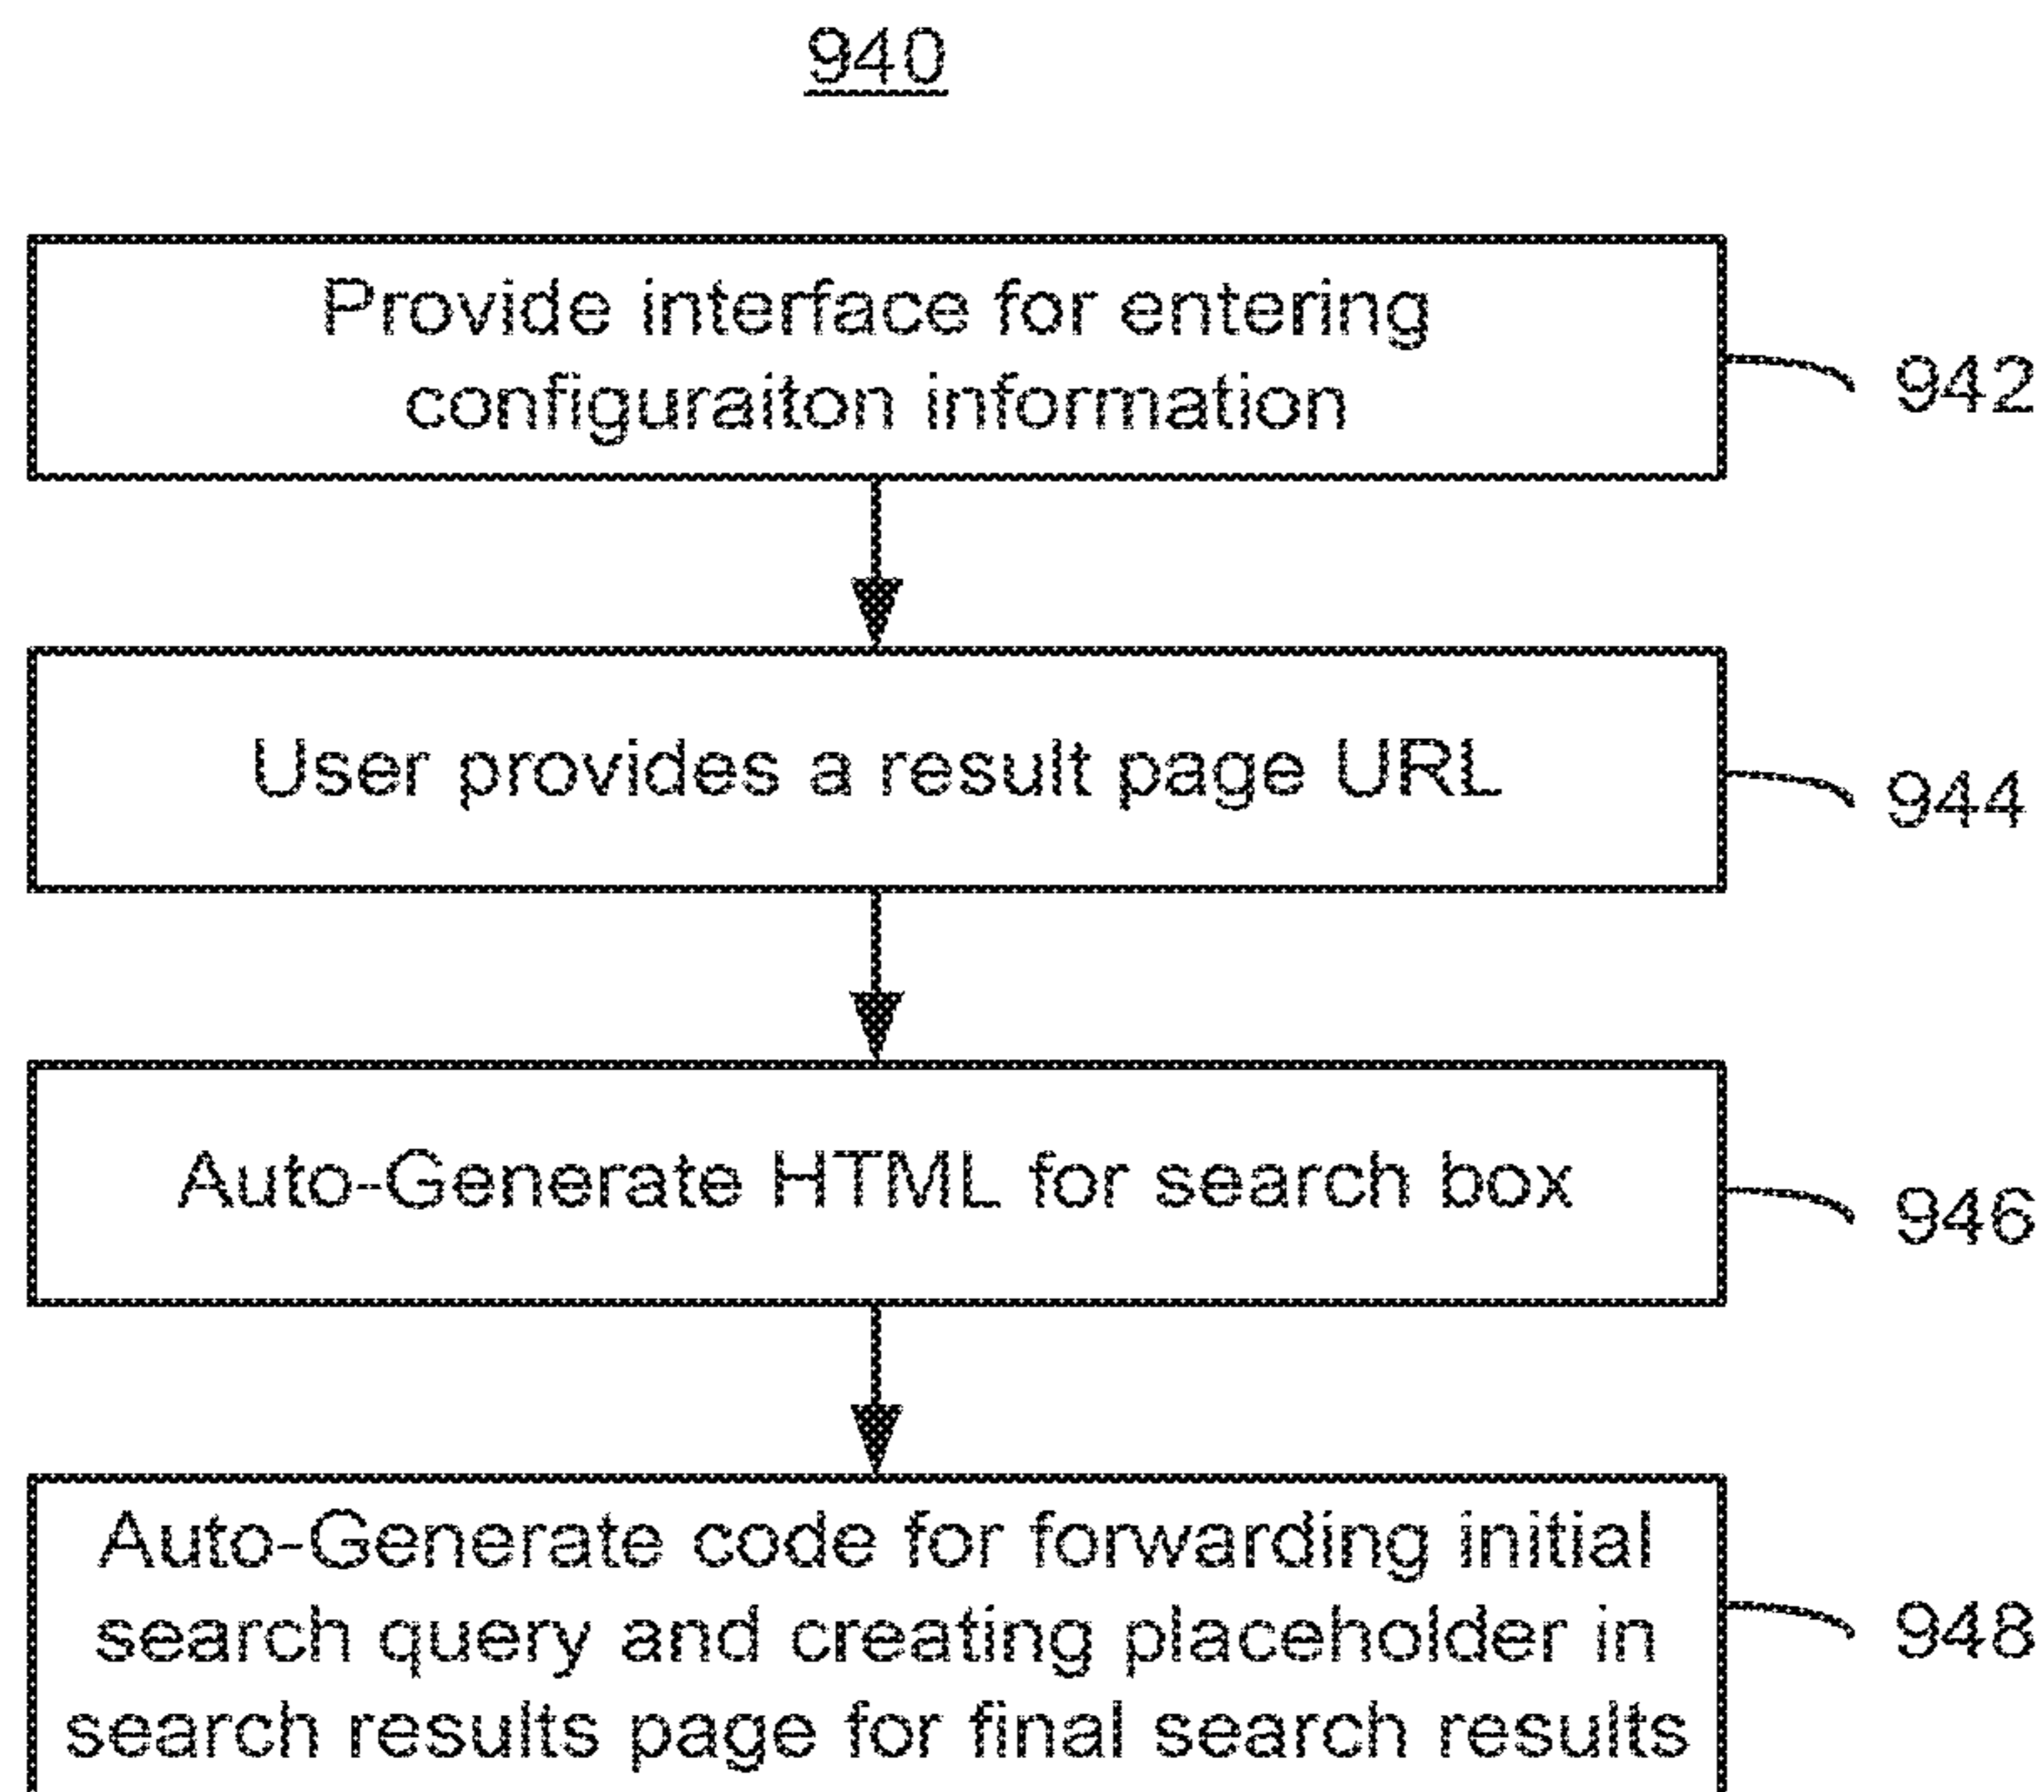 940
Provide interface for entering
configuraiton information
942
User provides a result page URL
944
Auto-Generate HTML for search box
946
Auto-Generate code for forwarding initial
search query and creating placeholder in
search results page for final search results
948